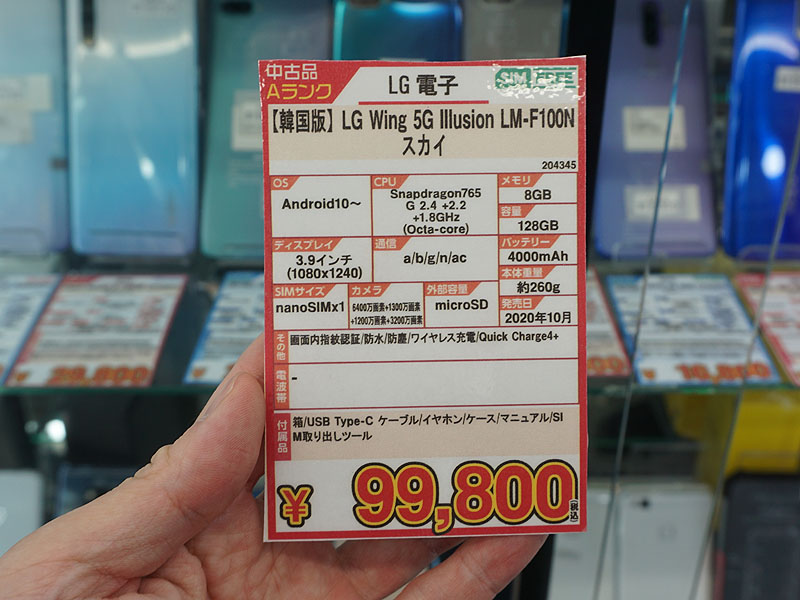 中古品
Aランク
LG 電子
SIM FREE
【韓国版】LG Wing 5G Illusion LM-F100N
スカイ
204345
OS
Android10～
CPU
Snapdragon765
G 2.4 +2.2
+1.8GHz
(Octa-core)
メモリ
8GB
容量
128GB
ディスプレイ
3.9インチ
(1080x1240)
通信
a/b/g/n/ac
バッテリー
4000mAh
本体重量
約260g
SIMサイズ
nanoSIMx1
カメラ
6400万画素+1300万画素
+1200万画素+3200万画素
外部容量
microSD
発売日
2020年10月
その他
画面内指紋認証/防水/防塵/ワイヤレス充電/Quick Charge4+
電波帯
-
付属品
箱/USB Type-C ケーブル/イヤホン/ケース/マニュアル/SI
M取り出しツール
¥ 99,800 (税込)